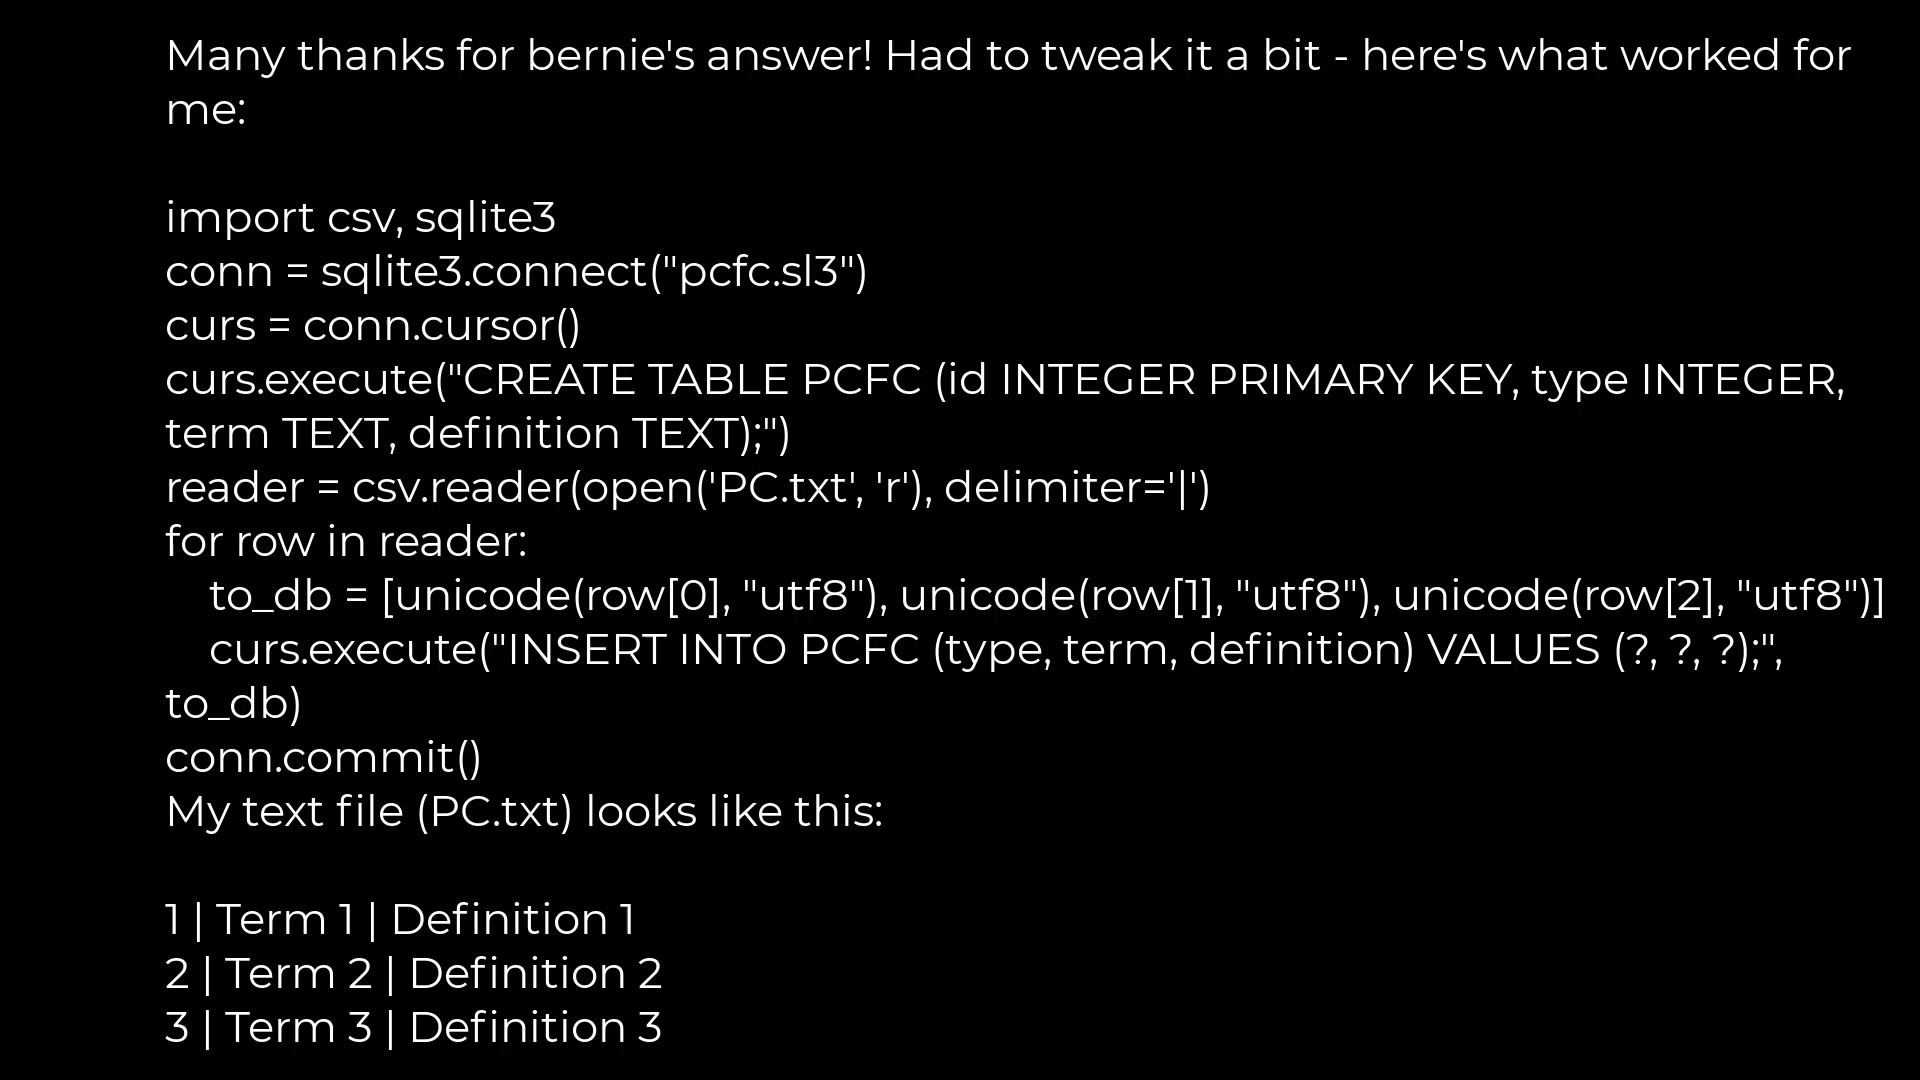 Many thanks for bernie's answer! Had to tweak it a bit - here's what worked for
me:
import csv, sqlite3
conn = sqlite3.connect("pcfc.sl3")
curs = conn.cursor()
curs.execute("CREATE TABLE PCFC (id INTEGER PRIMARY KEY, type INTEGER,
term TEXT, definition TEXT);")
reader = csv.reader(open('PC.txt', 'r'), delimiter='|')
for row in reader:
    to_db = [unicode(row[0], "utf8"), unicode(row[1], "utf8"), unicode(row[2], "utf8")]
    curs.execute("INSERT INTO PCFC (type, term, definition) VALUES (?, ?, ?);",
to_db)
conn.commit()
My text file (PC.txt) looks like this:
1 | Term 1 | Definition 1
2 | Term 2 | Definition 2
3 | Term 3 | Definition 3